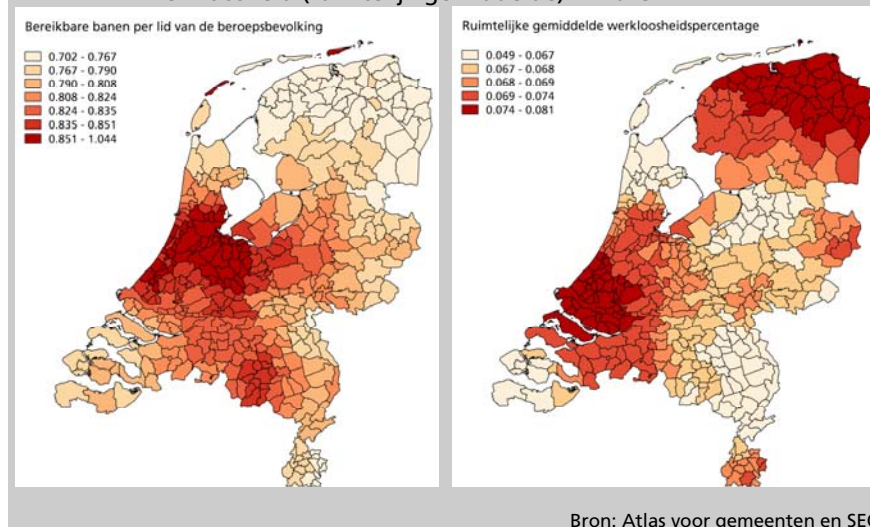 Bereikbare banen per lid van de beroepsbevolking
0.702 - 0.767
0.767 - 0.790
0.790 - 0.808
0.808 - 0.824
0.824 - 0.835
0.835 - 0.851
0.851 - 1.044
Ruimtelijke gemiddelde werkloosheidspercentage
0.049 - 0.067
0.067 - 0.068
0.068 - 0.069
0.069 - 0.074
0.074 - 0.081
Bron: Atlas voor gemeenten en SEO